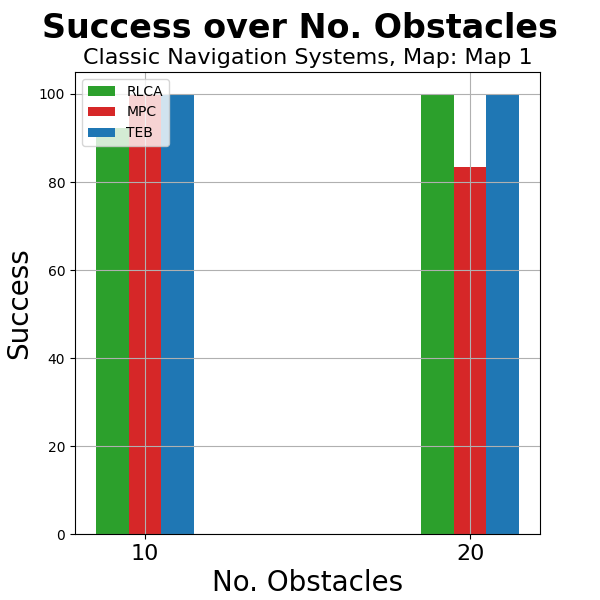 Success over No. Obstacles
Classic Navigation Systems, Map: Map 1
RLCA
MPC
TEB
100
80
60
40
20
0
Success
10
20
No. Obstacles